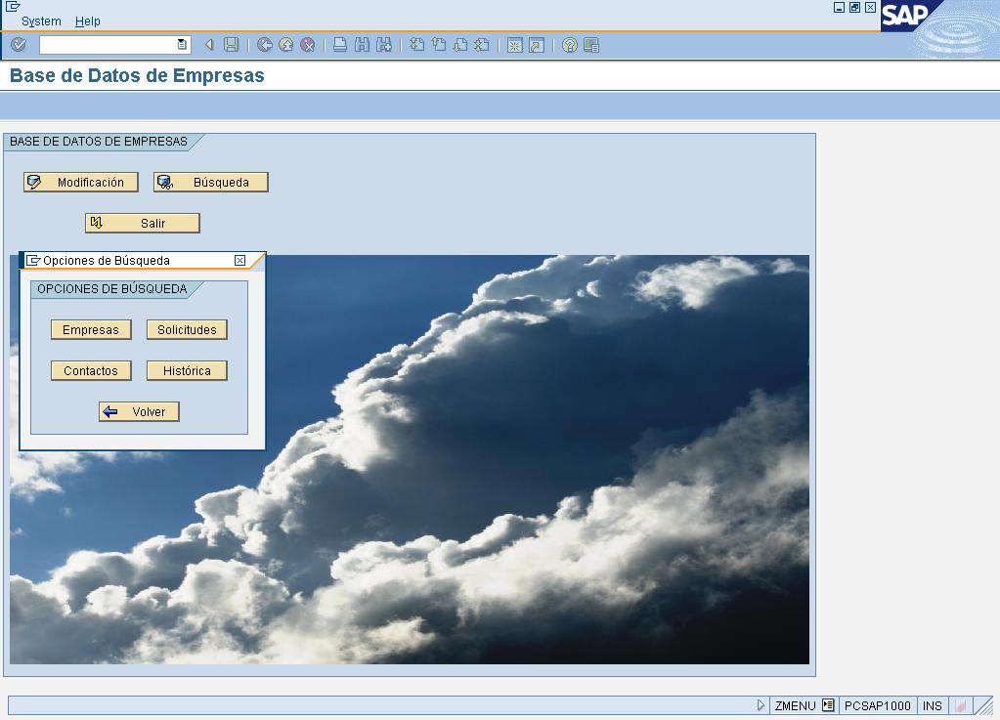 System Help
SAP
Base de Datos de Empresas
BASE DE DATOS DE EMPRESAS
Modificación Búsqueda
Salir
Opciones de Búsqueda
OPCIONES DE BÚSQUEDA
Empresas Solicitudes
Contactos Histórica
Volver
ZMENU PCSAP1000 INS